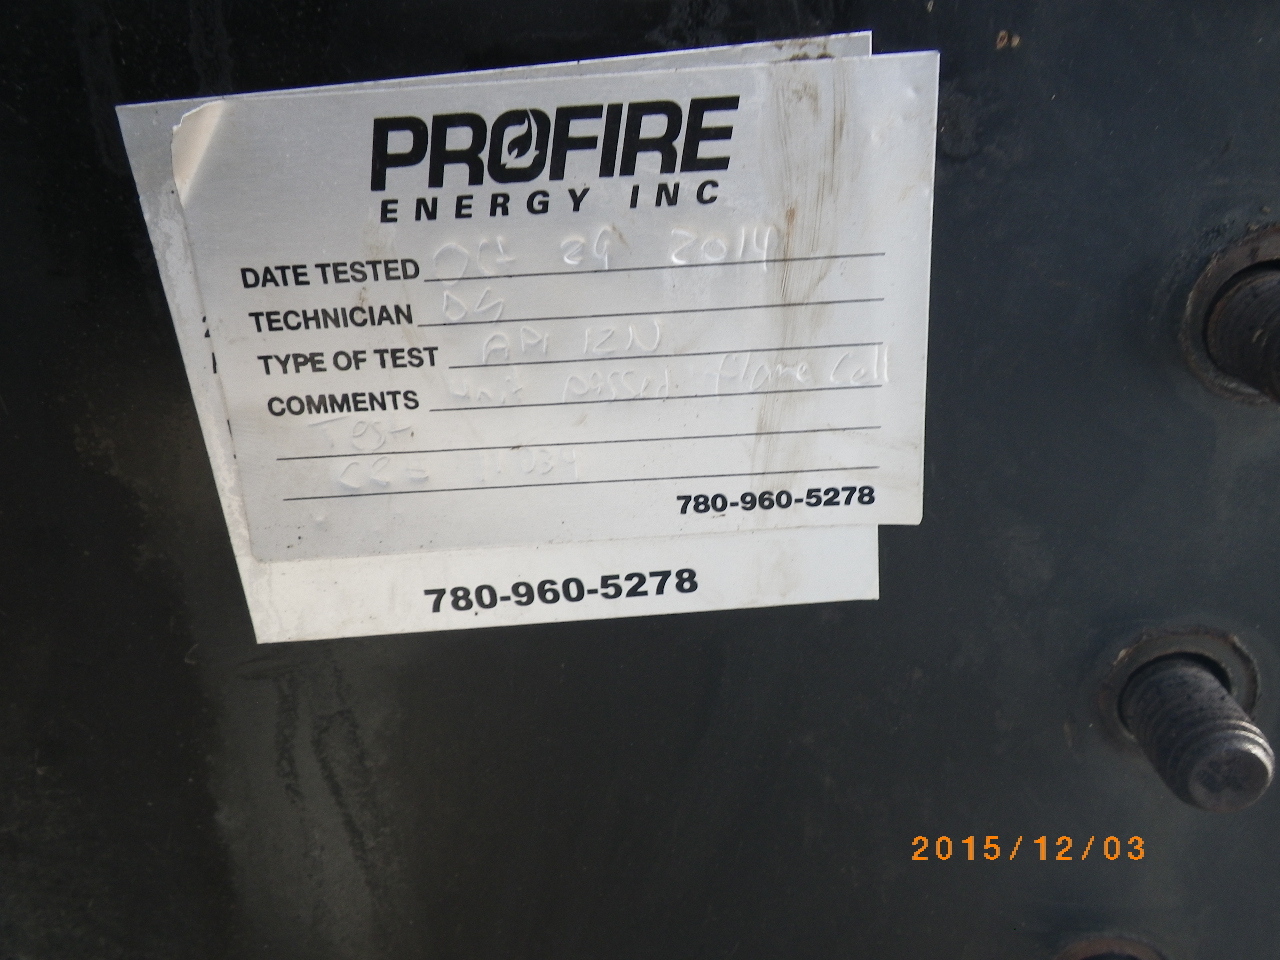 PROFIRE
ENERGY INC
DATE TESTED Oct 29 2014
TECHNICIAN DS
TYPE OF TEST API 12N
COMMENTS unit passed flame Cell
Test.
780-960-5278
780-960-5278
2015/12/03